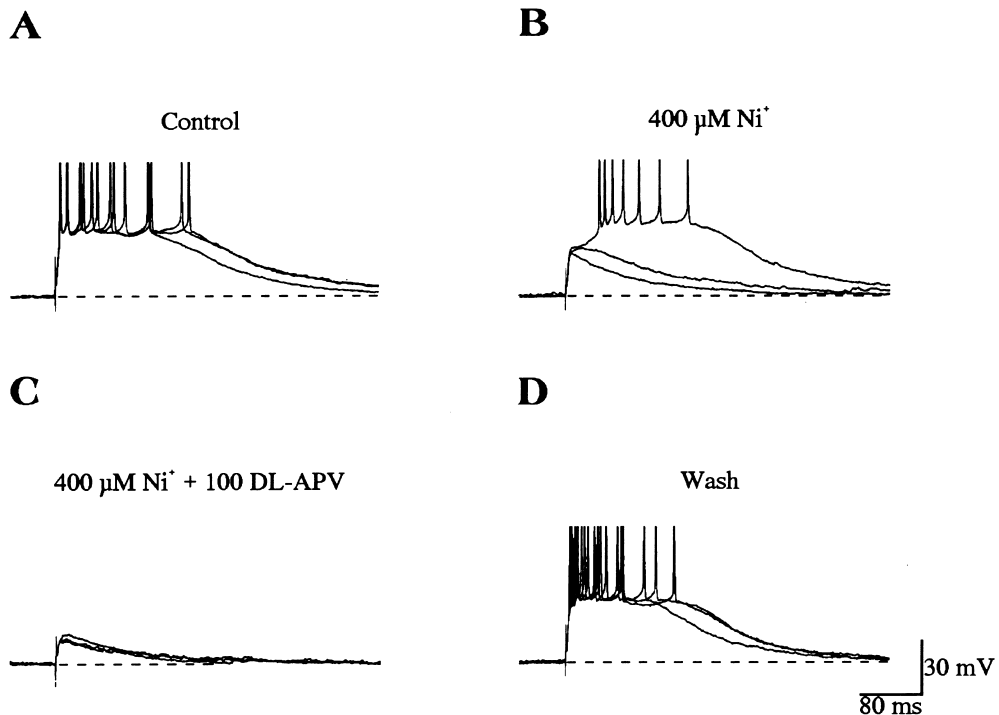 A
B
Control
400 µM Ni⁺
C
D
400 µM Ni⁺ + 100 DL-APV
Wash
30 mV
80 ms